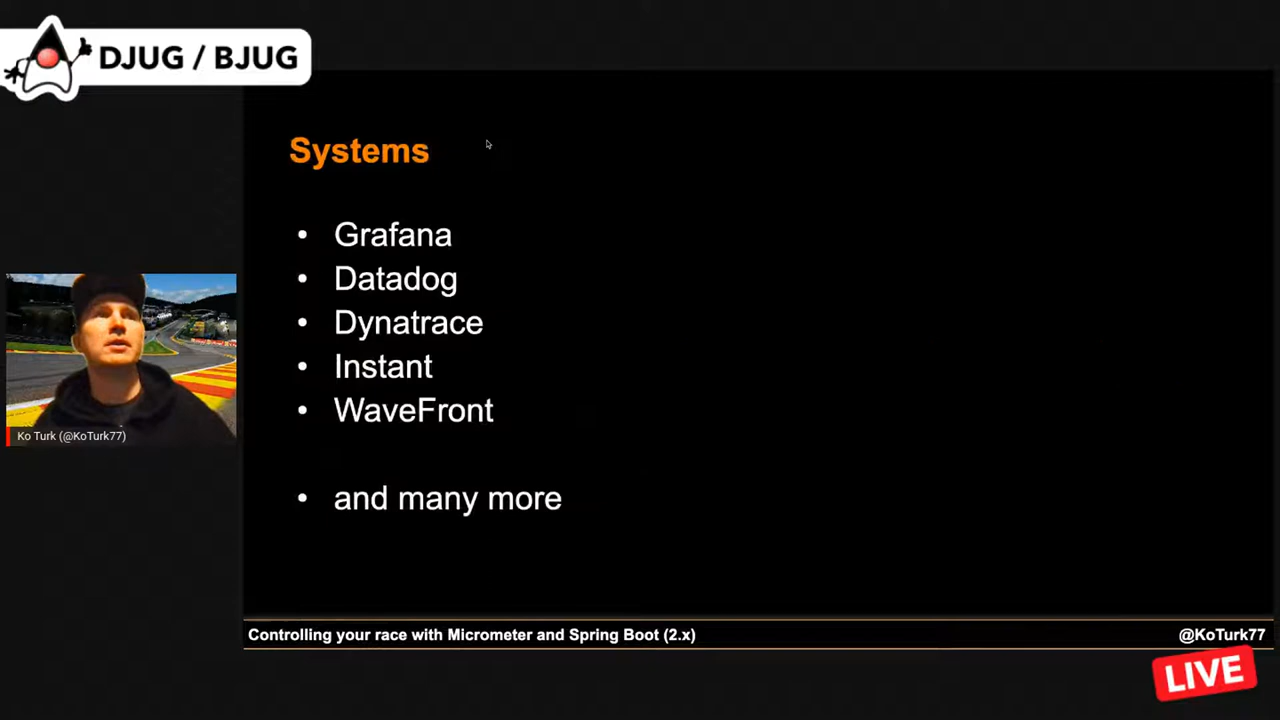 DJUG / BJUG
Systems
• Grafana
• Datadog
• Dynatrace
• Instant
• WaveFront
• and many more
Ko Turk (@KoTurk77)
Controlling your race with Micrometer and Spring Boot (2.x)
@KoTurk77
LIVE